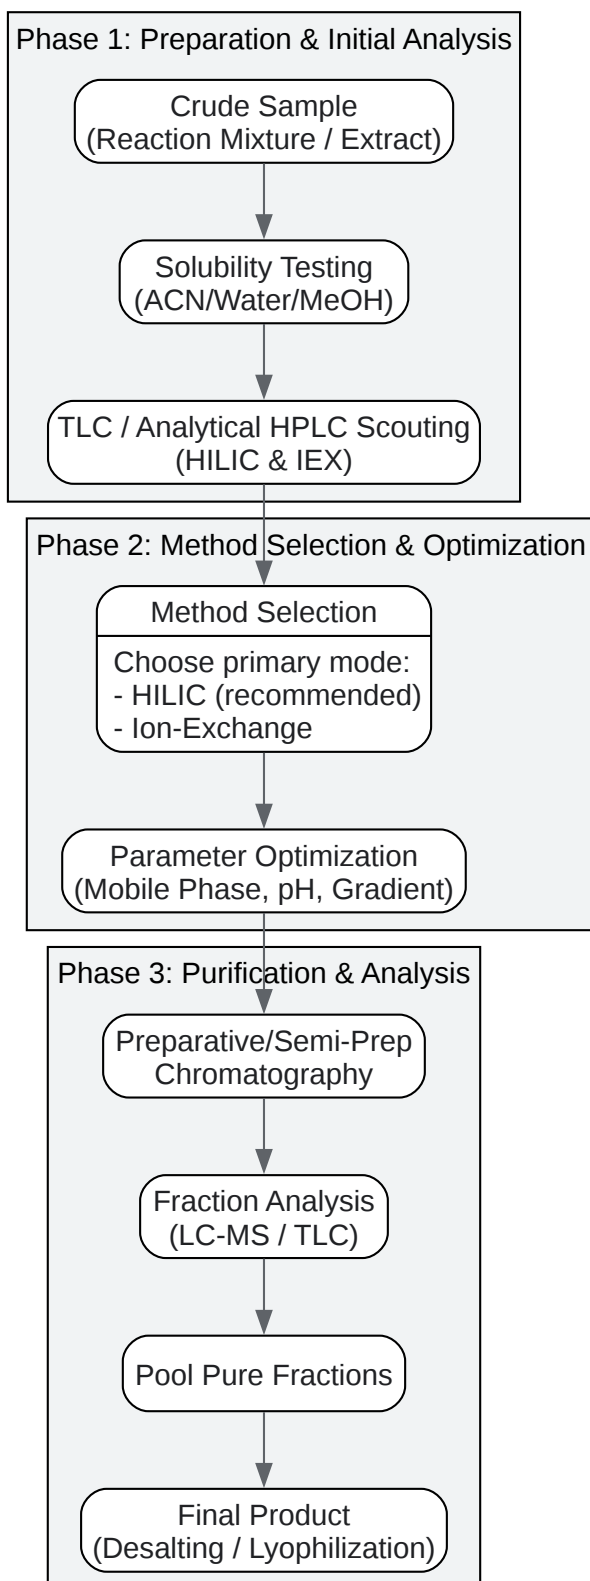 Phase 1: Preparation & Initial Analysis
Crude Sample
(Reaction Mixture / Extract)
Solubility Testing
(ACN/Water/MeOH)
TLC / Analytical HPLC Scouting
(HILIC & IEX)
Phase 2: Method Selection & Optimization
Method Selection
Choose primary mode:
- HILIC (recommended)
- Ion-Exchange
Parameter Optimization
(Mobile Phase, pH, Gradient)
Phase 3: Purification & Analysis
Preparative/Semi-Prep
Chromatography
Fraction Analysis
(LC-MS / TLC)
Pool Pure Fractions
Final Product
(Desalting / Lyophilization)